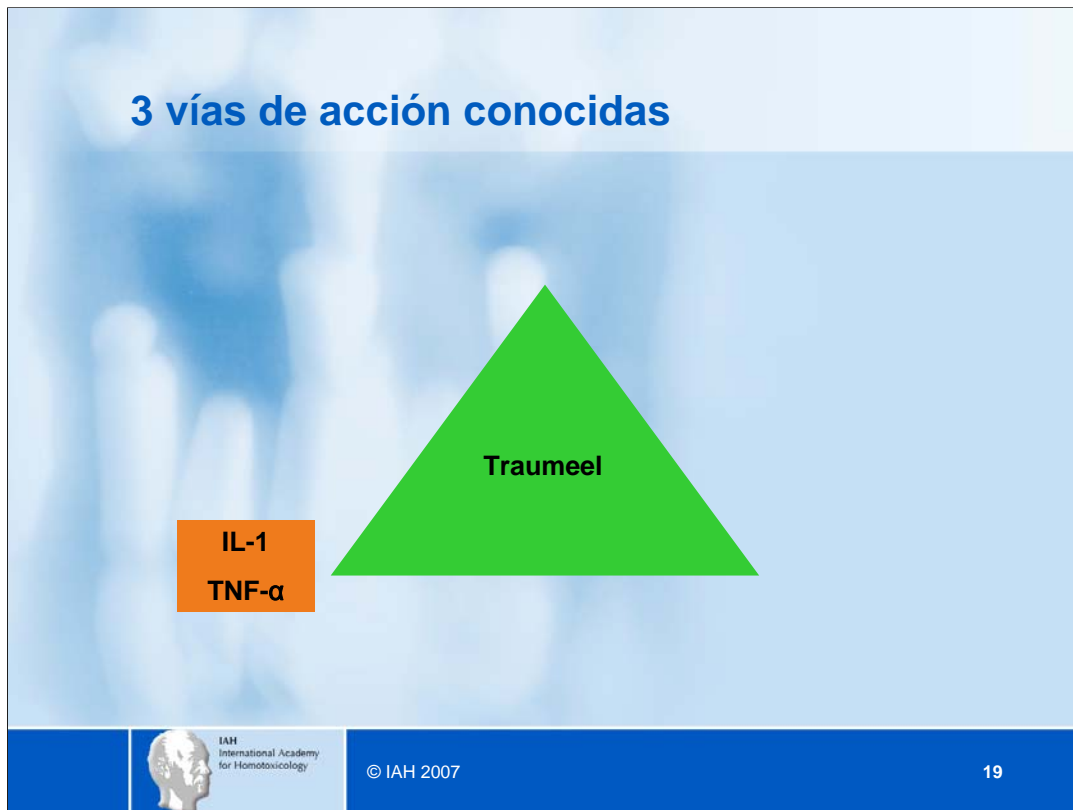 3 vías de acción conocidas
Traumeel
IL-1
TNF-α
IAH
International Academy
for Homotoxicology
© IAH 2007
19